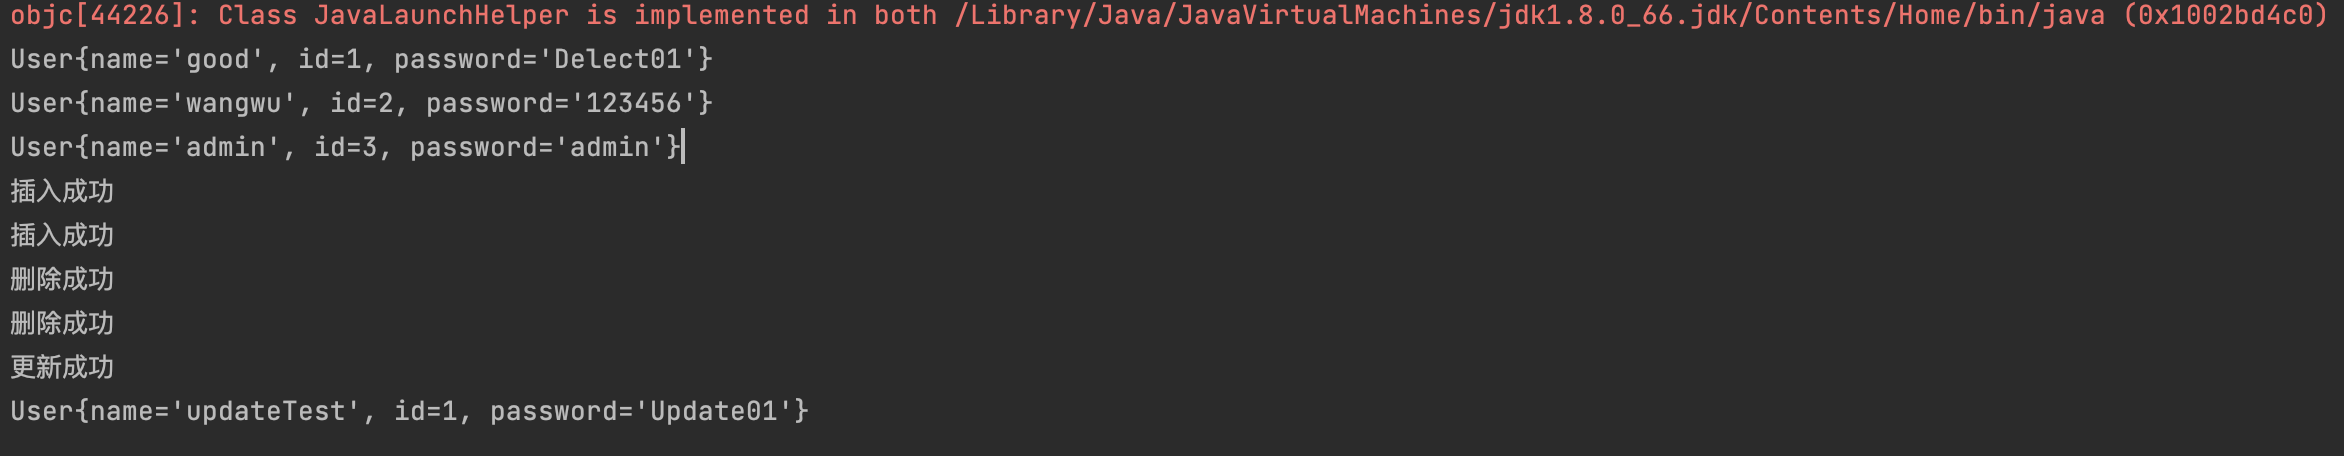 objc[44226]: Class JavaLaunchHelper is implemented in both /Library/Java/JavaVirtualMachines/jdk1.8.0_66.jdk/Contents/Home/bin/java (0x1002bd4c0)
User{name='good', id=1, password='Delect01'}
User{name='wangwu', id=2, password='123456'}
User{name='admin', id=3, password='admin'}
插入成功
插入成功
删除成功
删除成功
更新成功
User{name='updateTest', id=1, password='Update01'}